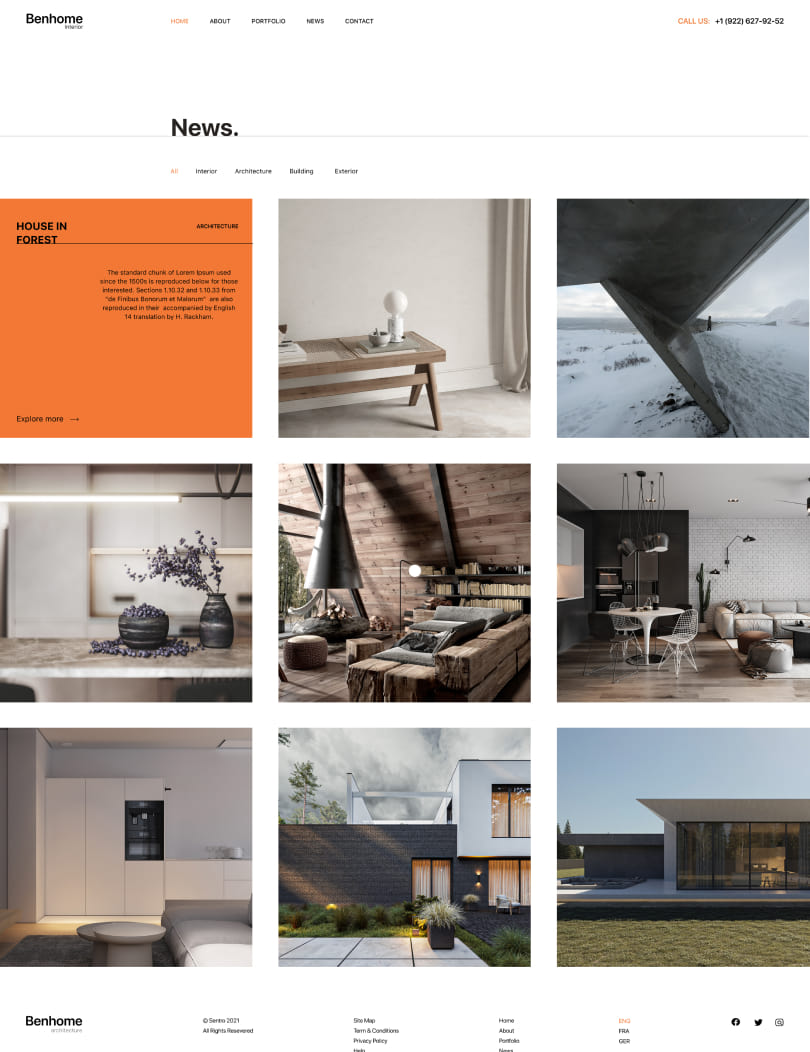 Benhome
interior
HOME ABOUT PORTFOLIO NEWS CONTACT
CALL US: +1 (922) 627-92-52
News.
All Interior Architecture Building Exterior
HOUSE IN
FOREST
ARCHITECTURE
The standard chunk of Lorem Ipsum used
since the 1500s is reproduced below for those
interested. Sections 1.10.32 and 1.10.33 from
"de Finibus Bonorum et Malorum" are also
reproduced in their accompanied by English
14 translation by H. Rackham.
Explore more →
Benhome
architecture
© Sentro 2021
All Rights Resevered
Site Map
Term & Conditions
Privacy Policy
Help
Home
About
Portfolio
News
ENG
FRA
GER